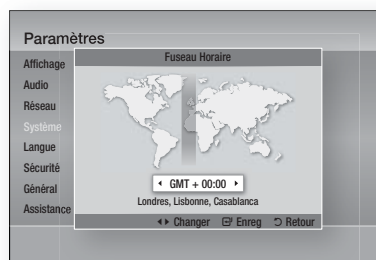 Paramètres
Affichage
Audio
Réseau
Système
Langue
Sécurité
Général
Assistance
Fuseau Horaire
GMT + 00:00
Londres, Lisbonne, Casablanca
Changer Enreg Retour